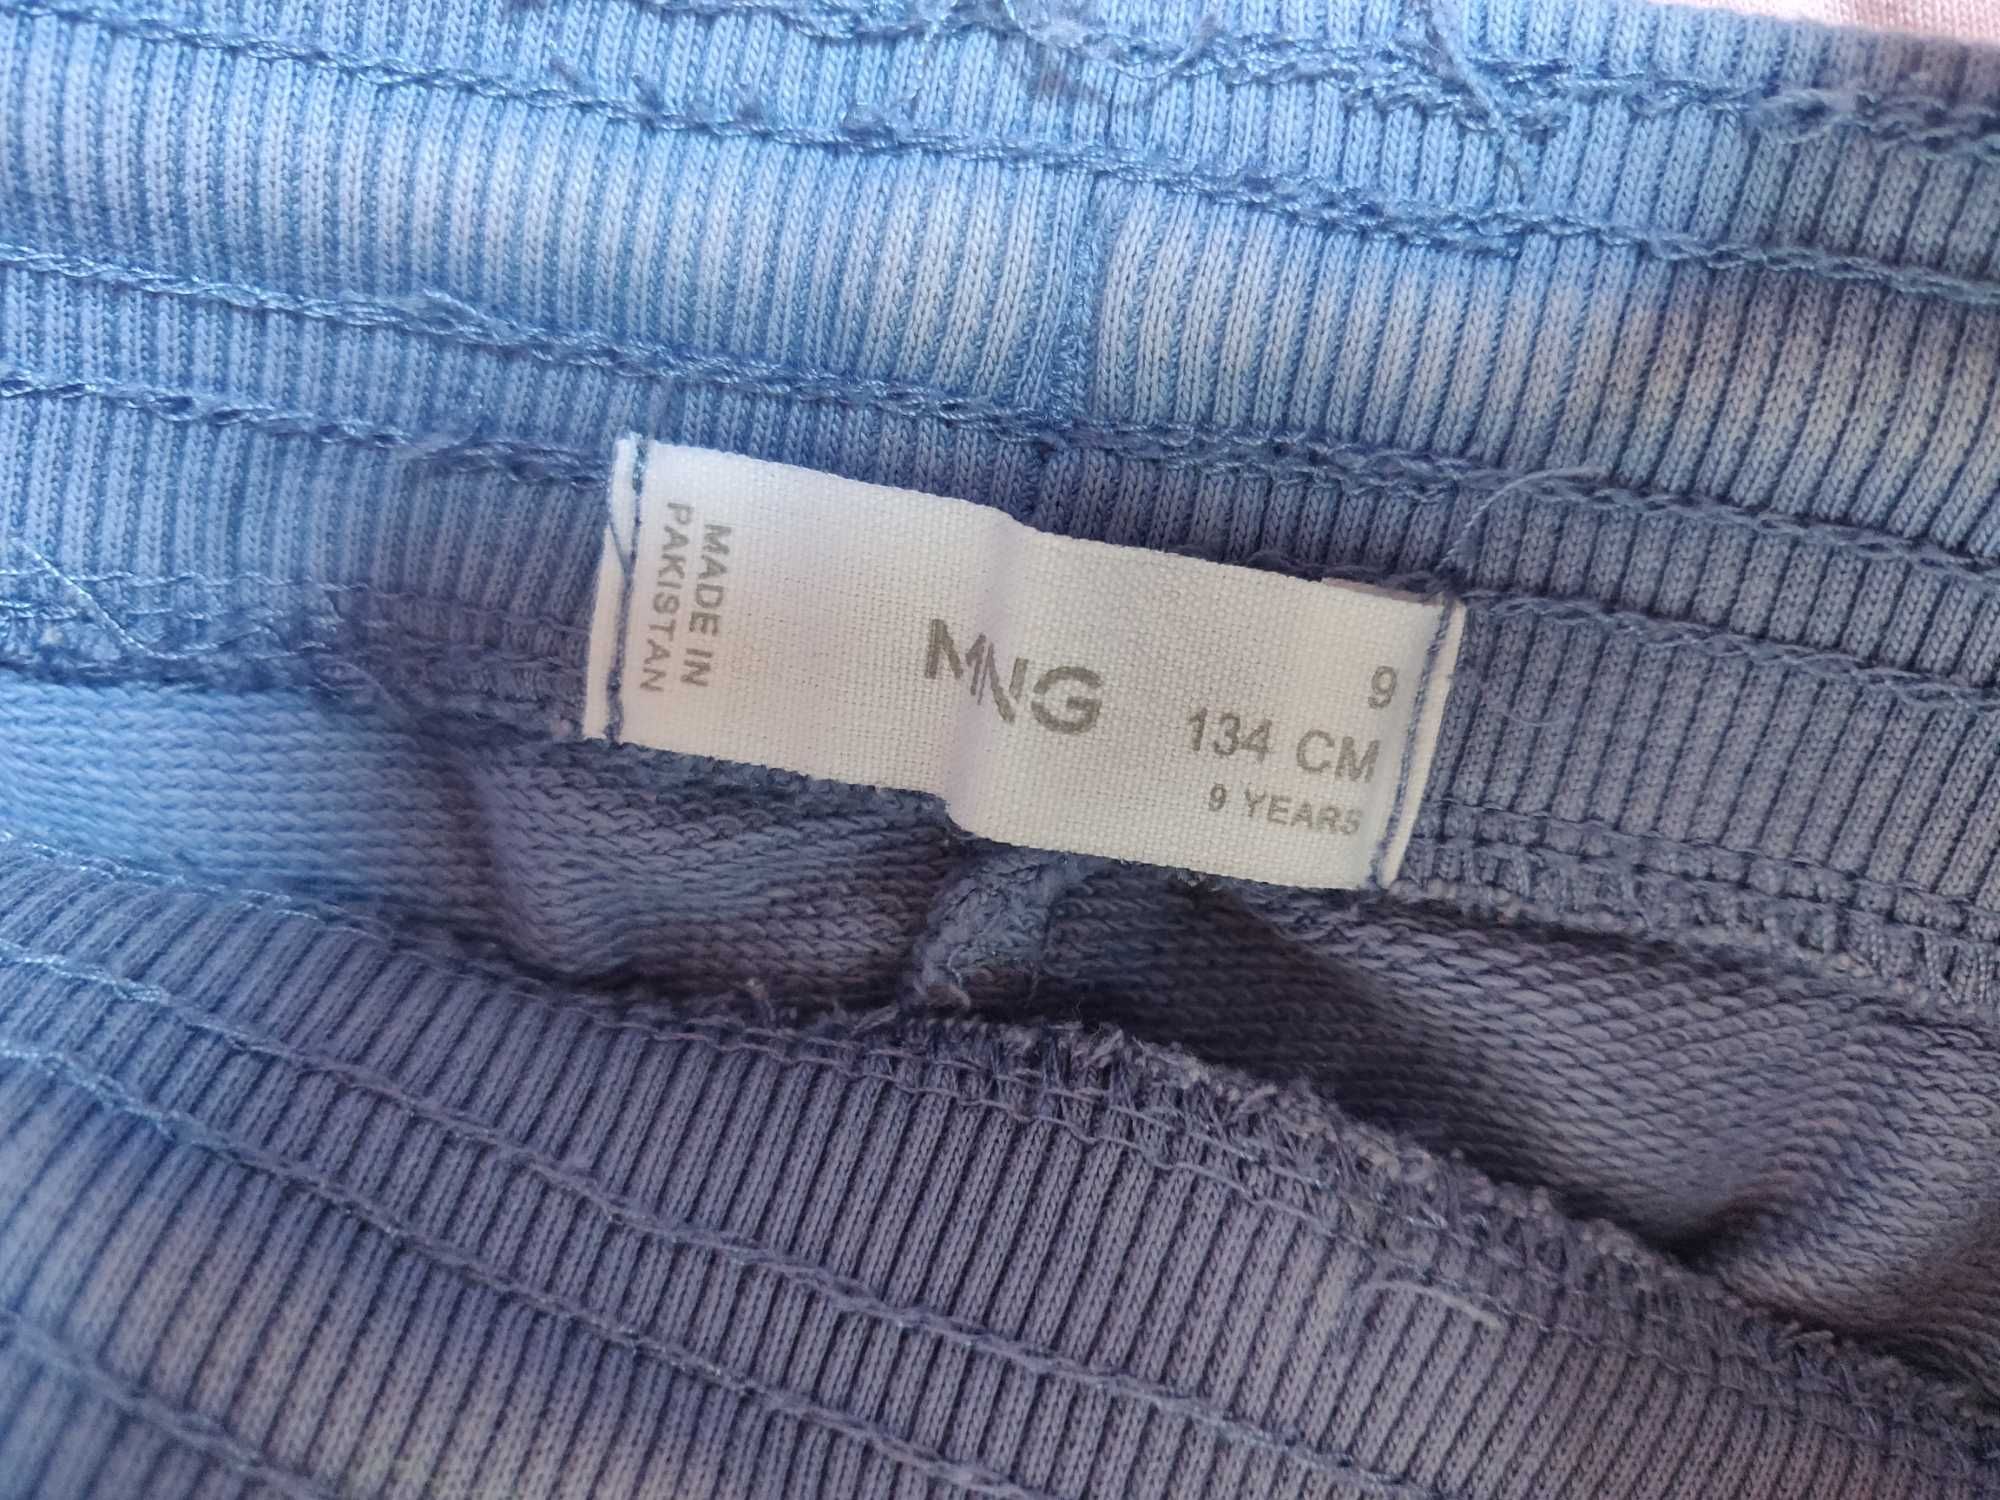 MADE IN
PAKISTAN
MNG
9
134 CM
9 YEARS